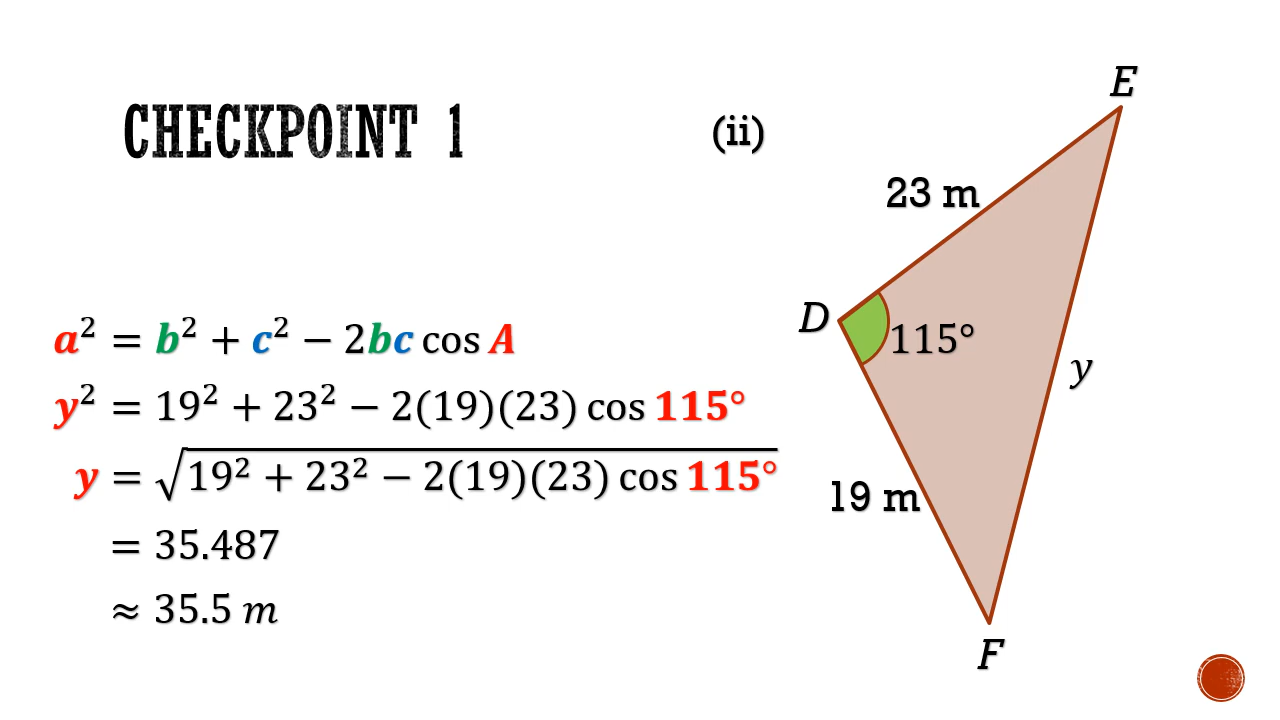 CHECKPOINT 1
(ii)
a² = b² + c² − 2bc cos A
y² = 19² + 23² − 2(19)(23) cos 115°
y = √19² + 23² − 2(19)(23) cos 115°
= 35.487
≈ 35.5 m
E
23 m
D
115°
y
19 m
F